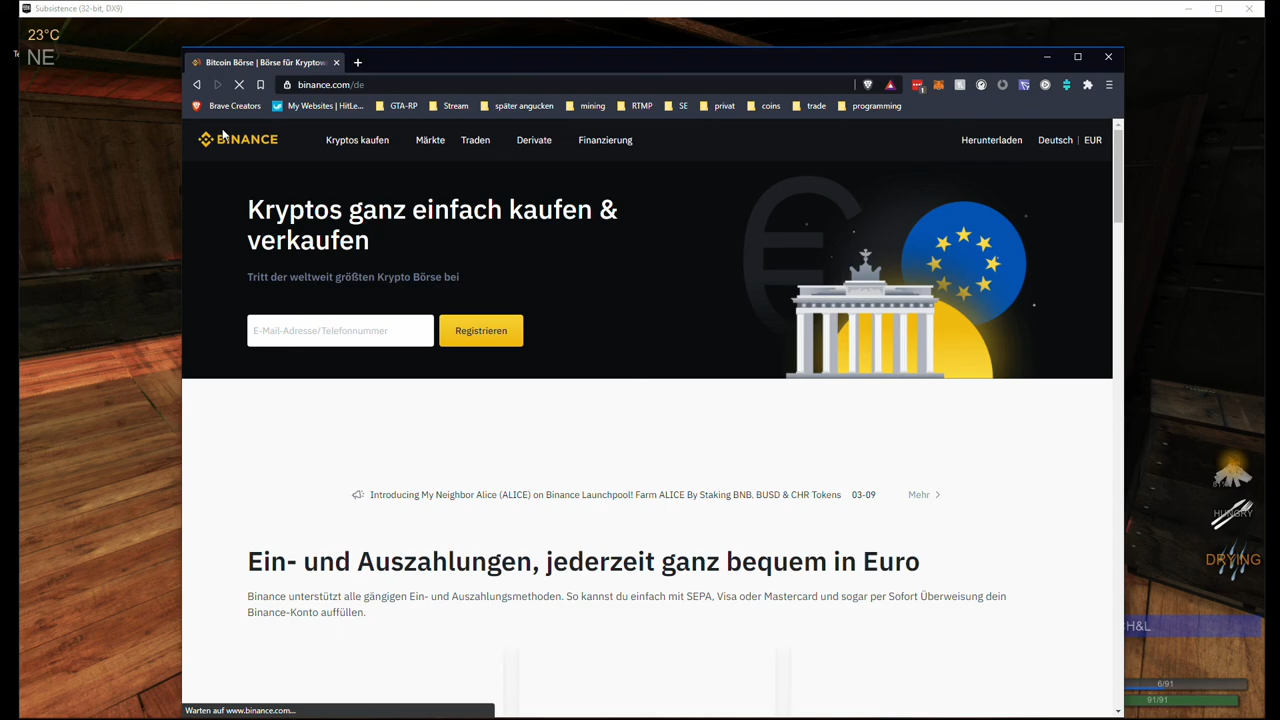 Subsistence (32-bit, DX9)
23°C
NE
Bitcoin Börse | Börse für Kryptow
binance.com/de
Brave Creators
My Websites | HitLe...
GTA-RP
Stream
später angucken
mining
RTMP
SE
privat
coins
trade
programming
BINANCE
Kryptos kaufen
Märkte
Traden
Derivate
Finanzierung
Herunterladen
Deutsch | EUR
Kryptos ganz einfach kaufen &
verkaufen
Tritt der weltweit größten Krypto Börse bei
E-Mail-Adresse/Telefonnummer
Registrieren
Introducing My Neighbor Alice (ALICE) on Binance Launchpool! Farm ALICE By Staking BNB, BUSD & CHR Tokens 03-09
Mehr
Ein- und Auszahlungen, jederzeit ganz bequem in Euro
Binance unterstützt alle gängigen Ein- und Auszahlungsmethoden. So kannst du einfach mit SEPA, Visa oder Mastercard und sogar per Sofort Überweisung dein
Binance-Konto auffüllen.
HUNGRY
DRYING
CH&L
6/91
91/91
Warten auf www.binance.com...